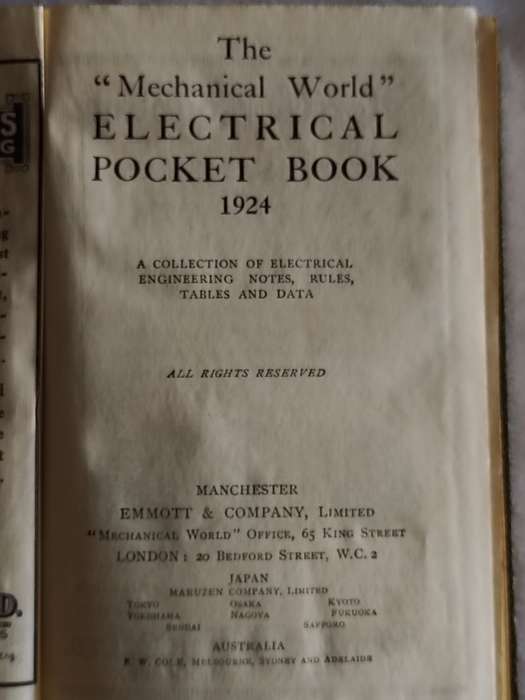 The
"Mechanical World"
ELECTRICAL
POCKET BOOK
1924
A COLLECTION OF ELECTRICAL
ENGINEERING NOTES, RULES,
TABLES AND DATA
ALL RIGHTS RESERVED
MANCHESTER
EMMOTT & COMPANY, LIMITED
"MECHANICAL WORLD" OFFICE, 65 KING STREET
LONDON: 20 BEDFORD STREET, W.C. 2
JAPAN
MARUZEN COMPANY, LIMITED
TOKYO OSAKA KYOTO
YOKOHAMA NAGOYA FUKUOKA
SENDAI SAPPORO
AUSTRALIA
E. W. COLE, MELBOURNE, SYDNEY AND ADELAIDE